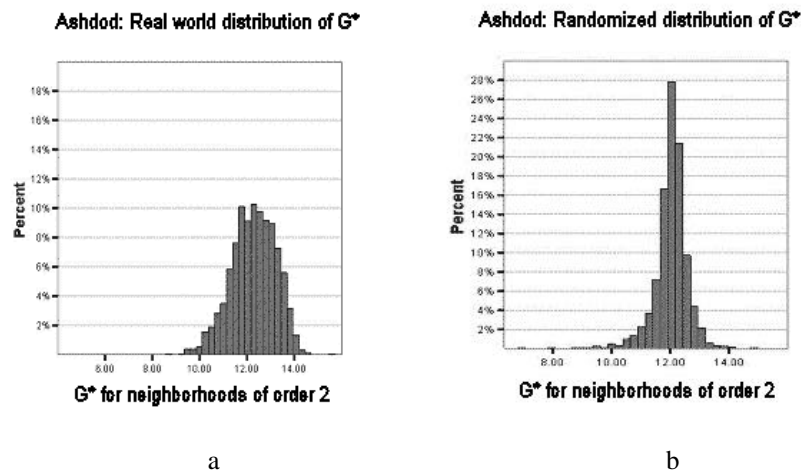 Ashdod: Real world distribution of G*
18%
16%
14%
12%
10%
8%
6%
4%
2%
Percent
6.00 8.00 10.00 12.00 14.00
G* for neighborhoods of order 2
a
Ashdod: Randomized distribution of G*
28%
26%
24%
22%
20%
18%
16%
14%
12%
10%
8%
6%
4%
2%
Percent
8.00 10.00 12.00 14.00
G* for neighborhoods of order 2
b